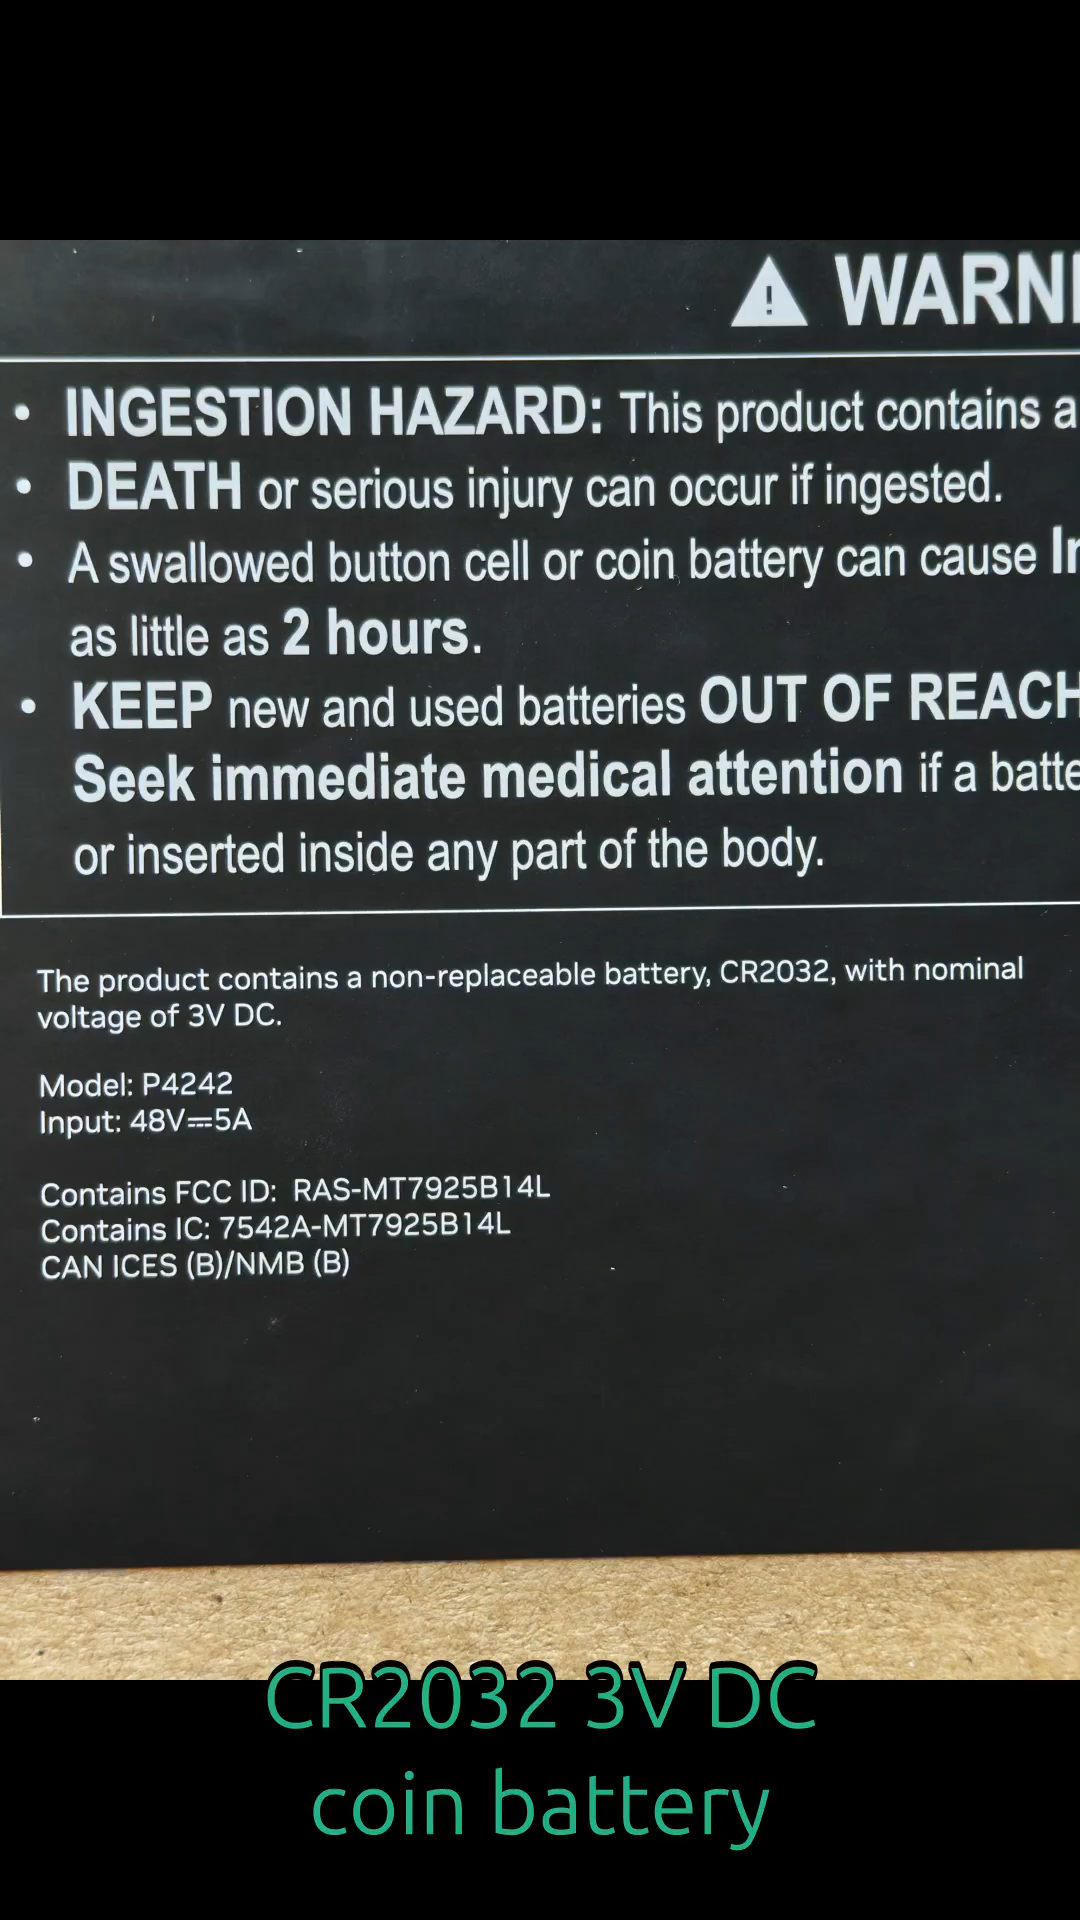 ⚠ WARNI
• INGESTION HAZARD: This product contains a
• DEATH or serious injury can occur if ingested.
• A swallowed button cell or coin battery can cause
as little as 2 hours.
• KEEP new and used batteries OUT OF REACH
Seek immediate medical attention if a batte
or inserted inside any part of the body.
The product contains a non-replaceable battery, CR2032, with nominal
voltage of 3V DC.
Model: P4242
Input: 48V⎓5A
Contains FCC ID: RAS-MT7925B14L
Contains IC: 7542A-MT7925B14L
CAN ICES (B)/NMB (B)
CR2032 3V DC
coin battery